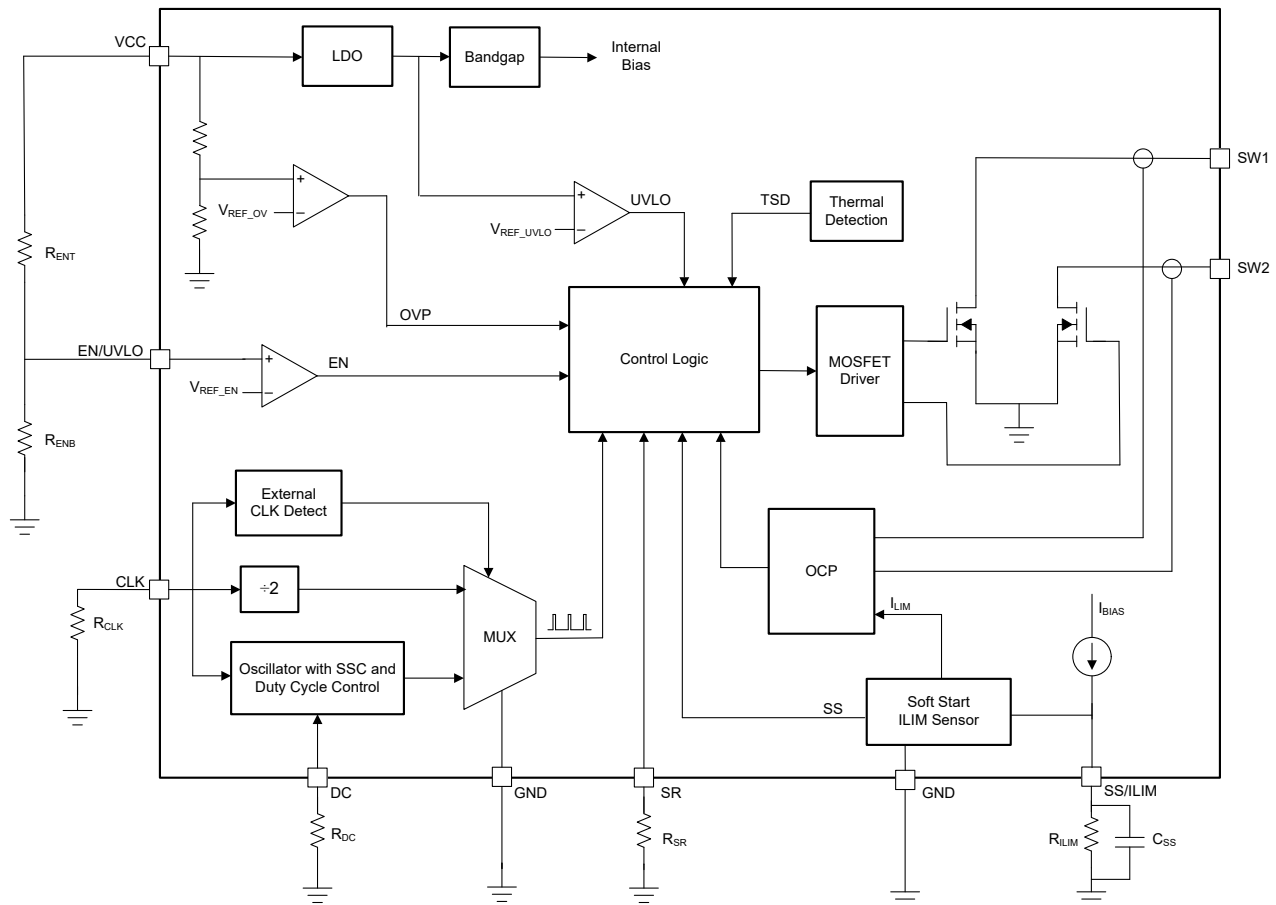 VCC
LDO
Bandgap
Internal
Bias
SW1
+
V_REF_OV
−
+
UVLO
V_REF_UVLO
−
TSD
Thermal
Detection
R_ENT
SW2
OVP
EN/UVLO
+
EN
V_REF_EN
−
Control Logic
MOSFET
Driver
R_ENB
External
CLK Detect
CLK
÷2
R_CLK
MUX
Oscillator with SSC and
Duty Cycle Control
OCP
I_LIM
I_BIAS
SS
Soft Start
ILIM Sensor
DC
GND
SR
GND
SS/ILIM
R_DC
R_SR
R_ILIM
C_SS